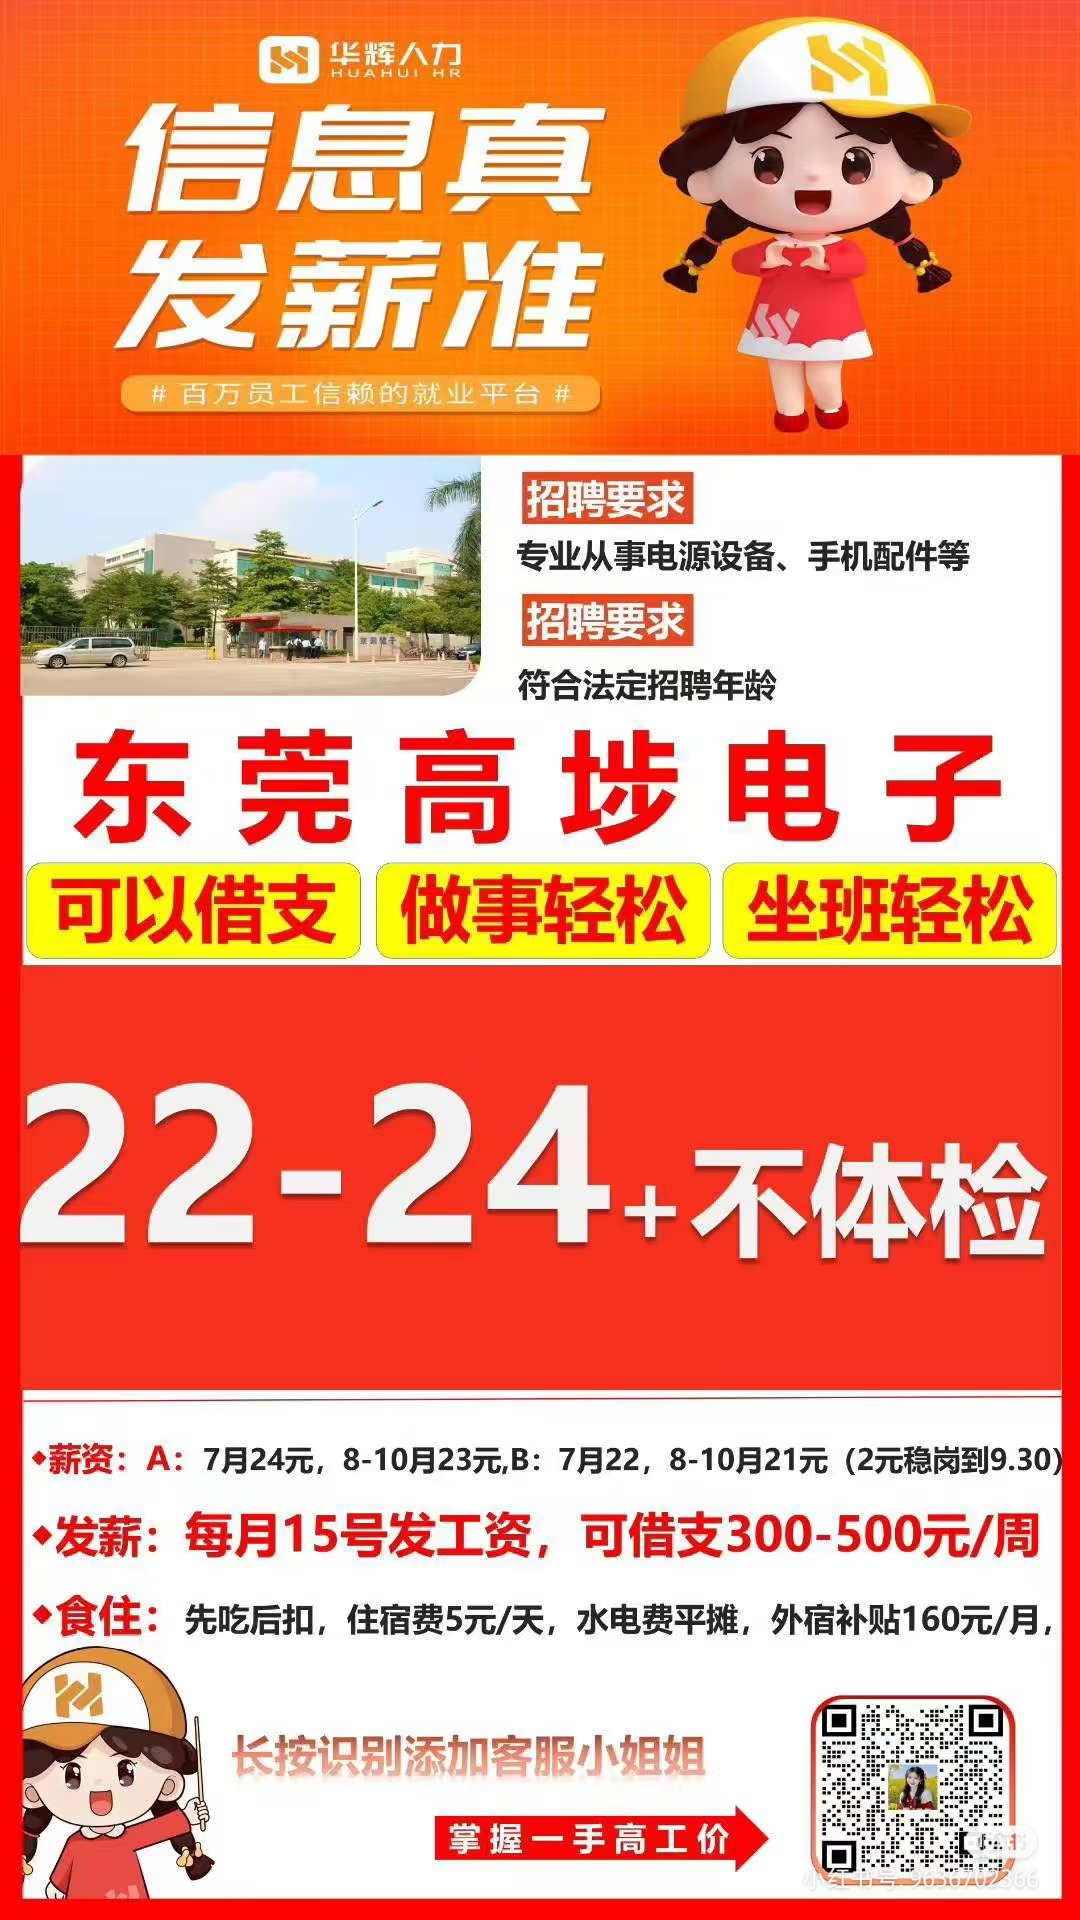 华辉人力
HUAHUI HR
信息真
发薪准
# 百万员工信赖的就业平台 #
招聘要求
专业从事电源设备、手机配件等
招聘要求
符合法定招聘年龄
东莞高埗电子
可以借支 做事轻松 坐班轻松
22-24+不体检
◆薪资：A：7月24元，8-10月23元,B：7月22，8-10月21元（2元稳岗到9.30）
◆发薪：每月15号发工资，可借支300-500元/周
◆食住：先吃后扣，住宿费5元/天，水电费平摊，外宿补贴160元/月，
长按识别添加客服小姐姐
掌握一手高工价
小红书
小红书号 9636702366